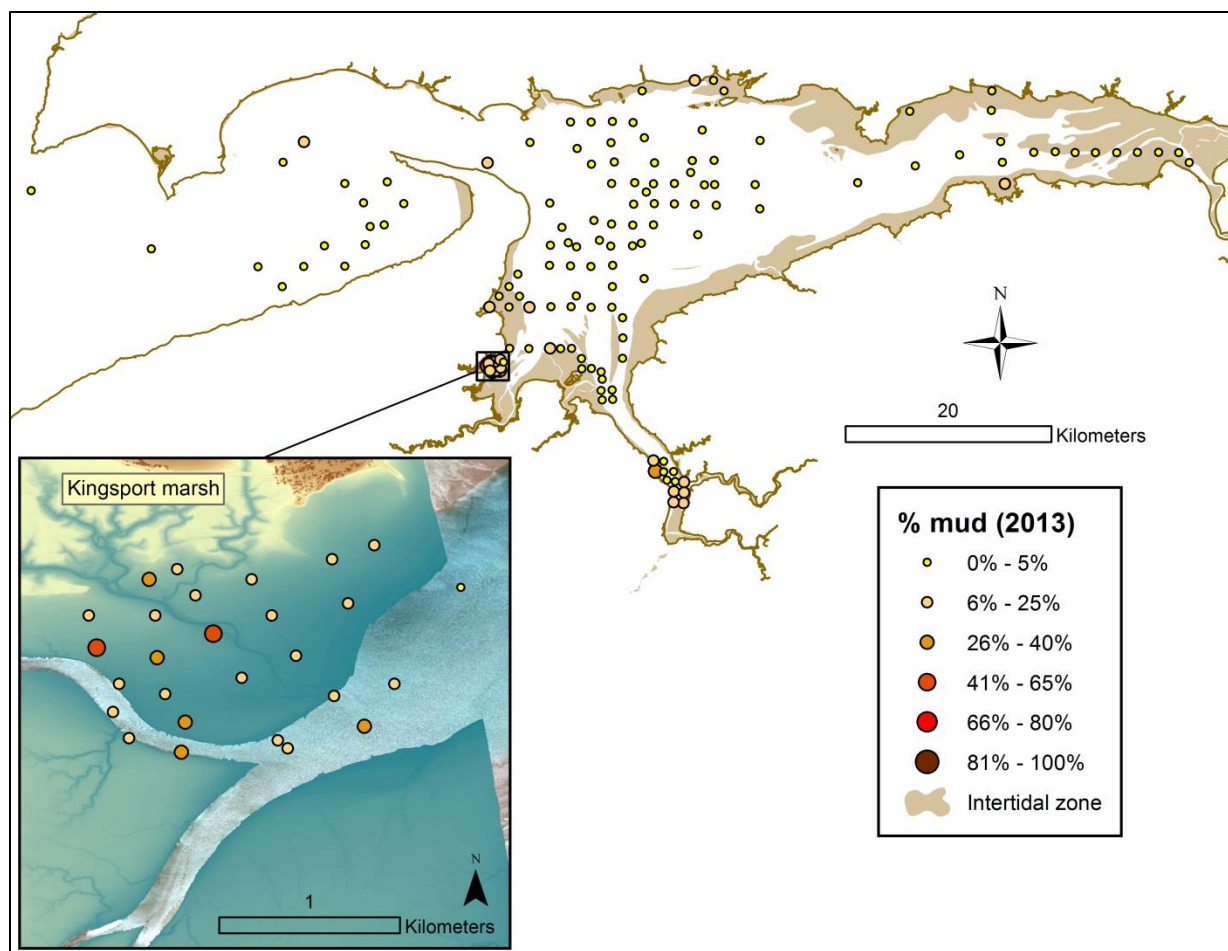 N
20
Kilometers
Kingsport marsh
% mud (2013)
0% - 5%
6% - 25%
26% - 40%
41% - 65%
66% - 80%
81% - 100%
Intertidal zone
N
1
Kilometers